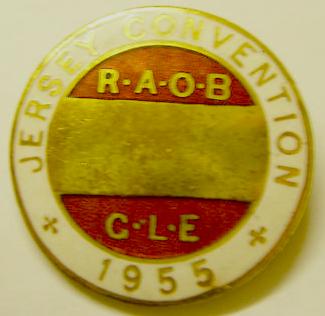 JERSEY CONVENTION
R·A·O·B
G·L·E
1955